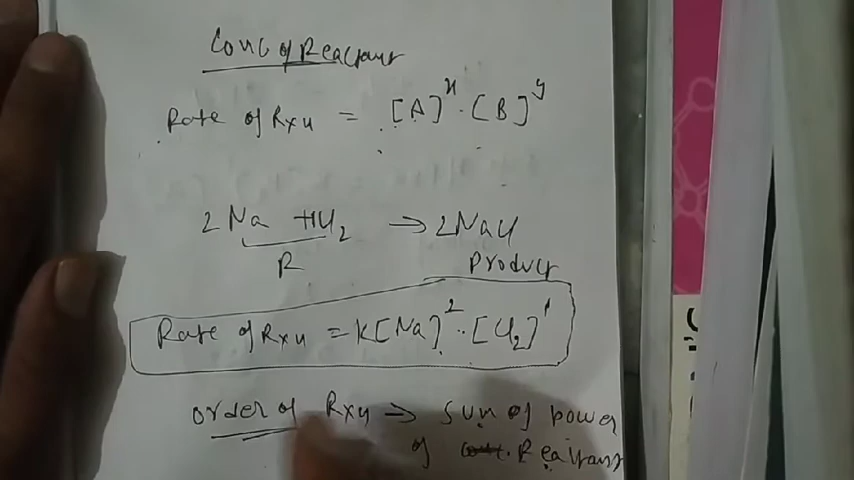 Conc of Reactant
Rate of Rxn = [A]^x . [B]^y
2Na + Cl2 → 2NaCl
R
Product
Rate of Rxn = K[Na]^2 . [Cl2]^1
order of Rxn ⇒ Sum of power
of Reactants